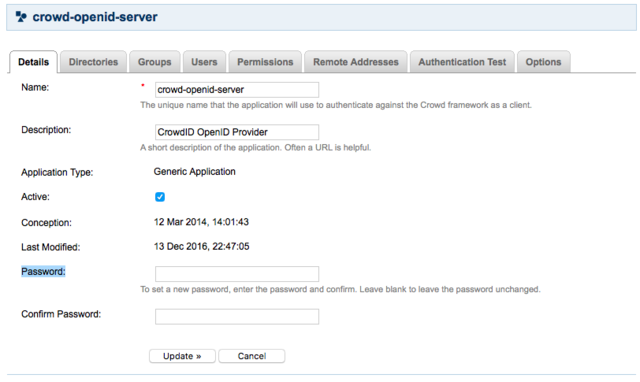 crowd-openid-server
Details Directories Groups Users Permissions Remote Addresses Authentication Test Options
Name: * crowd-openid-server
The unique name that the application will use to authenticate against the Crowd framework as a client.
Description: CrowdID OpenID Provider
A short description of the application. Often a URL is helpful.
Application Type: Generic Application
Active:
Conception: 12 Mar 2014, 14:01:43
Last Modified: 13 Dec 2016, 22:47:05
Password:
To set a new password, enter the password and confirm. Leave blank to leave the password unchanged.
Confirm Password:
Update » Cancel